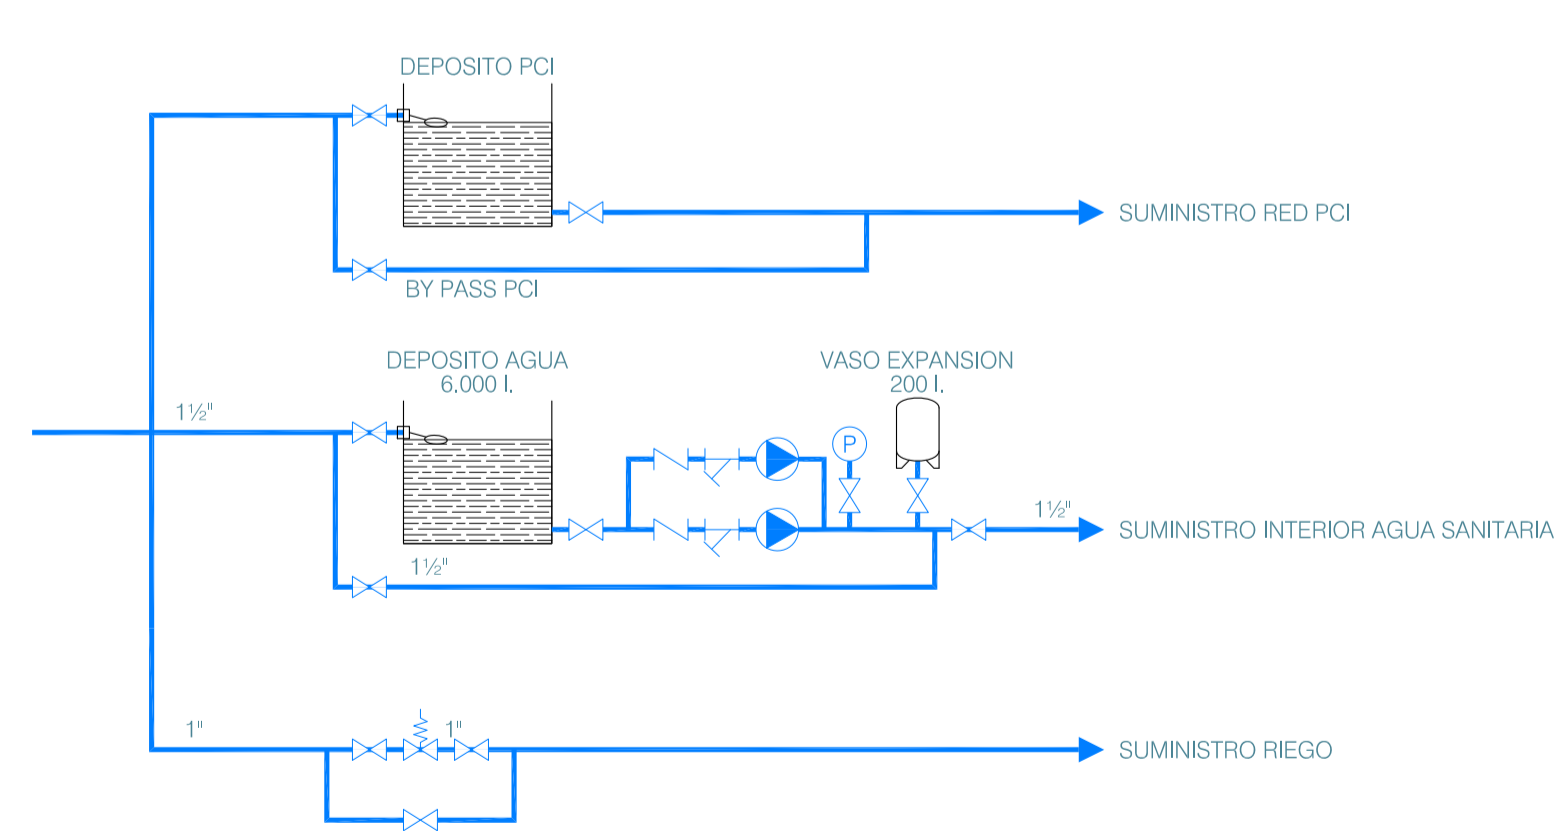 DEPOSITO PCI
SUMINISTRO RED PCI
BY PASS PCI
DEPOSITO AGUA
6.000 l.
VASO EXPANSION
200 l.
1½"
P
1½"
SUMINISTRO INTERIOR AGUA SANITARIA
1½"
1"
1"
SUMINISTRO RIEGO